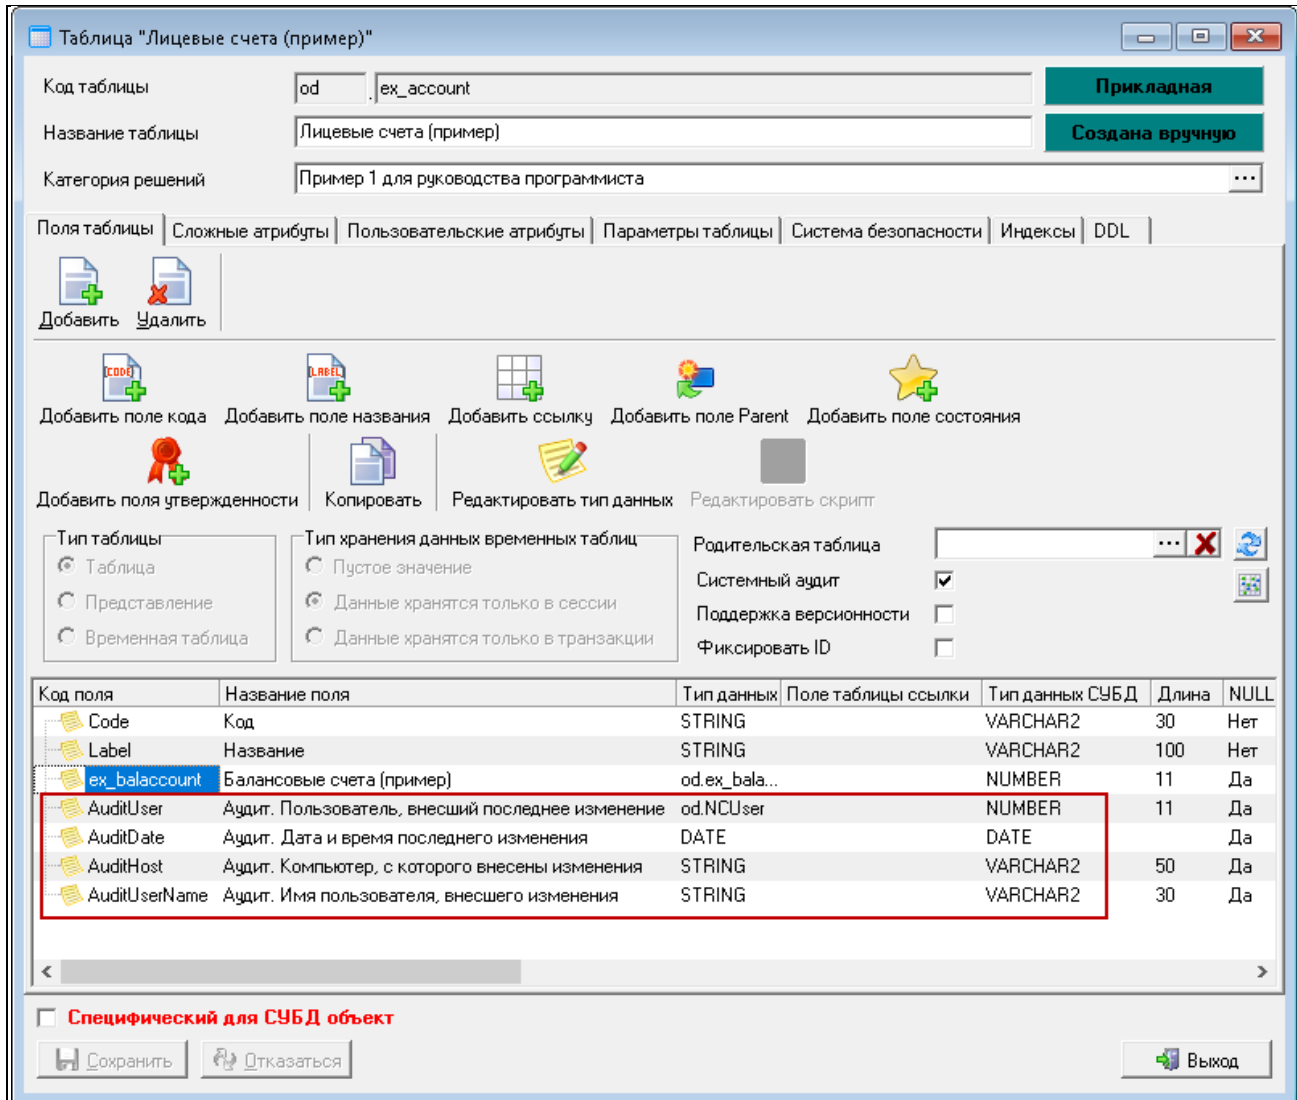 Таблица "Лицевые счета (пример)"
Код таблицы od . ex_account Прикладная
Название таблицы Лицевые счета (пример) Создана вручную
Категория решений Пример 1 для руководства программиста ...
Поля таблицы Сложные атрибуты Пользовательские атрибуты Параметры таблицы Система безопасности Индексы DDL
Добавить Удалить
CODE LABEL
Добавить поле кода Добавить поле названия Добавить ссылку Добавить поле Parent Добавить поле состояния
Добавить поля утвержденности Копировать Редактировать тип данных Редактировать скрипт
Тип таблицы Тип хранения данных временных таблиц Родительская таблица ...
Таблица Пустое значение Системный аудит
Представление Данные хранятся только в сессии Поддержка версионности
Временная таблица Данные хранятся только в транзакции Фиксировать ID
Код поля Название поля Тип данных Поле таблицы ссылки Тип данных СУБД Длина NULL
Code Код STRING VARCHAR2 30 Нет
Label Название STRING VARCHAR2 100 Нет
ex_balaccount Балансовые счета (пример) od.ex_bala... NUMBER 11 Да
AuditUser Аудит. Пользователь, внесший последнее изменение od.NCUser NUMBER 11 Да
AuditDate Аудит. Дата и время последнего изменения DATE DATE Да
AuditHost Аудит. Компьютер, с которого внесены изменения STRING VARCHAR2 50 Да
AuditUserName Аудит. Имя пользователя, внесшего изменения STRING VARCHAR2 30 Да
Специфический для СУБД объект
Сохранить Отказаться Выход